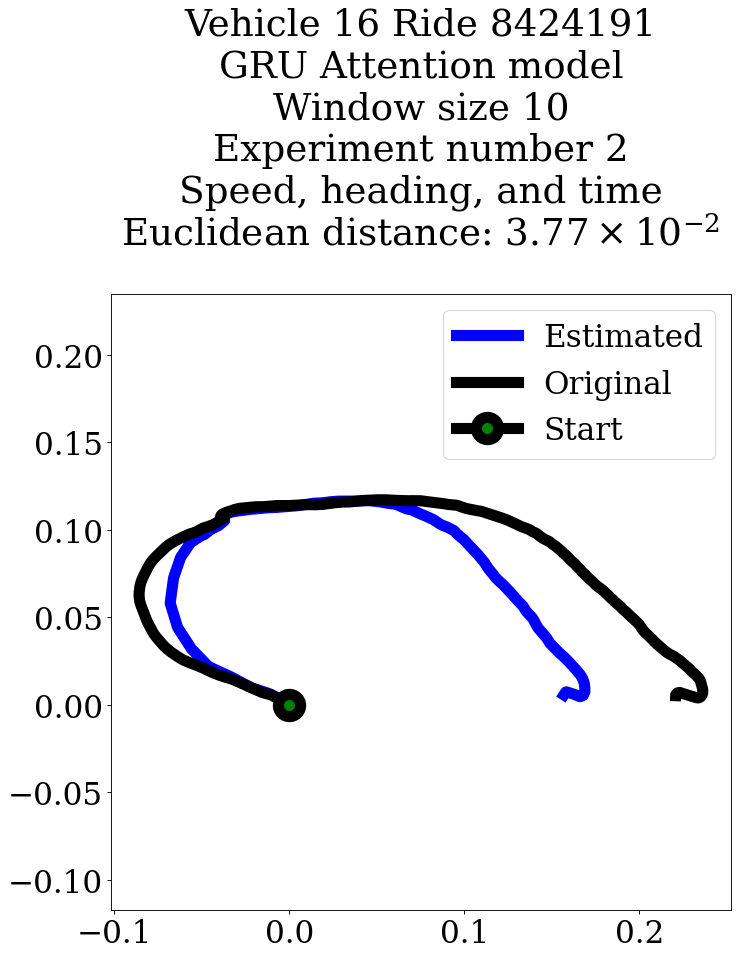 Vehicle 16 Ride 8424191
GRU Attention model
Window size 10
Experiment number 2
Speed, heading, and time
Euclidean distance: 3.77 × 10⁻²
Estimated
Original
Start
0.20
0.15
0.10
0.05
0.00
−0.05
−0.10
−0.1 0.0 0.1 0.2